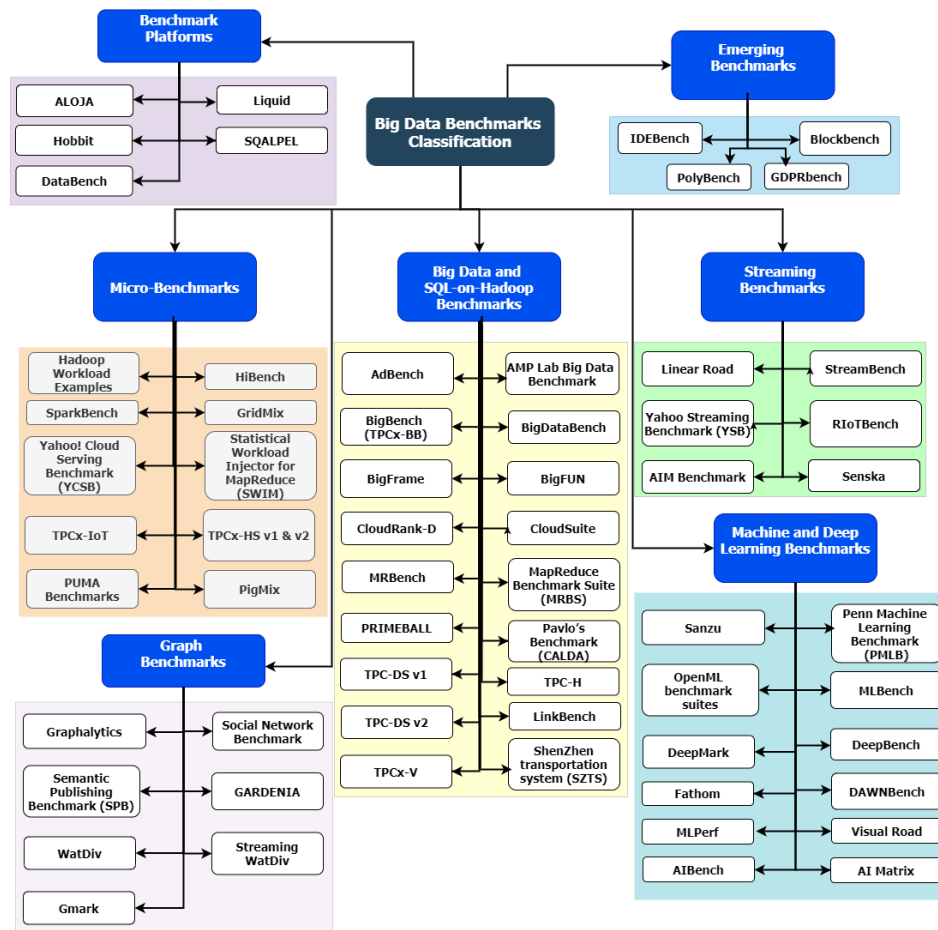 Benchmark
Platforms
ALOJA
Liquid
Hobbit
SQALPEL
DataBench
Big Data Benchmarks
Classification
Emerging
Benchmarks
IDEBench
Blockbench
PolyBench
GDPRbench
Micro-Benchmarks
Hadoop
Workload
Examples
HiBench
SparkBench
GridMix
Yahoo! Cloud
Serving
Benchmark
(YCSB)
Statistical
Workload
Injector for
MapReduce
(SWIM)
TPCx-IoT
TPCx-HS v1 & v2
PUMA
Benchmarks
PigMix
Big Data and
SQL-on-Hadoop
Benchmarks
AdBench
AMP Lab Big Data
Benchmark
BigBench
(TPCx-BB)
BigDataBench
BigFrame
BigFUN
CloudRank-D
CloudSuite
MRBench
MapReduce
Benchmark Suite
(MRBS)
PRIMEBALL
Pavlo's
Benchmark
(CALDA)
TPC-DS v1
TPC-H
TPC-DS v2
LinkBench
TPCx-V
ShenZhen
transportation
system (SZTS)
Streaming
Benchmarks
Linear Road
StreamBench
Yahoo Streaming
Benchmark (YSB)
RIoTBench
AIM Benchmark
Senska
Graph
Benchmarks
Graphalytics
Social Network
Benchmark
Semantic
Publishing
Benchmark (SPB)
GARDENIA
WatDiv
Streaming
WatDiv
Gmark
Machine and Deep
Learning Benchmarks
Sanzu
Penn Machine
Learning
Benchmark
(PMLB)
OpenML
benchmark
suites
MLBench
DeepMark
DeepBench
Fathom
DAWNBench
MLPerf
Visual Road
AIBench
AI Matrix